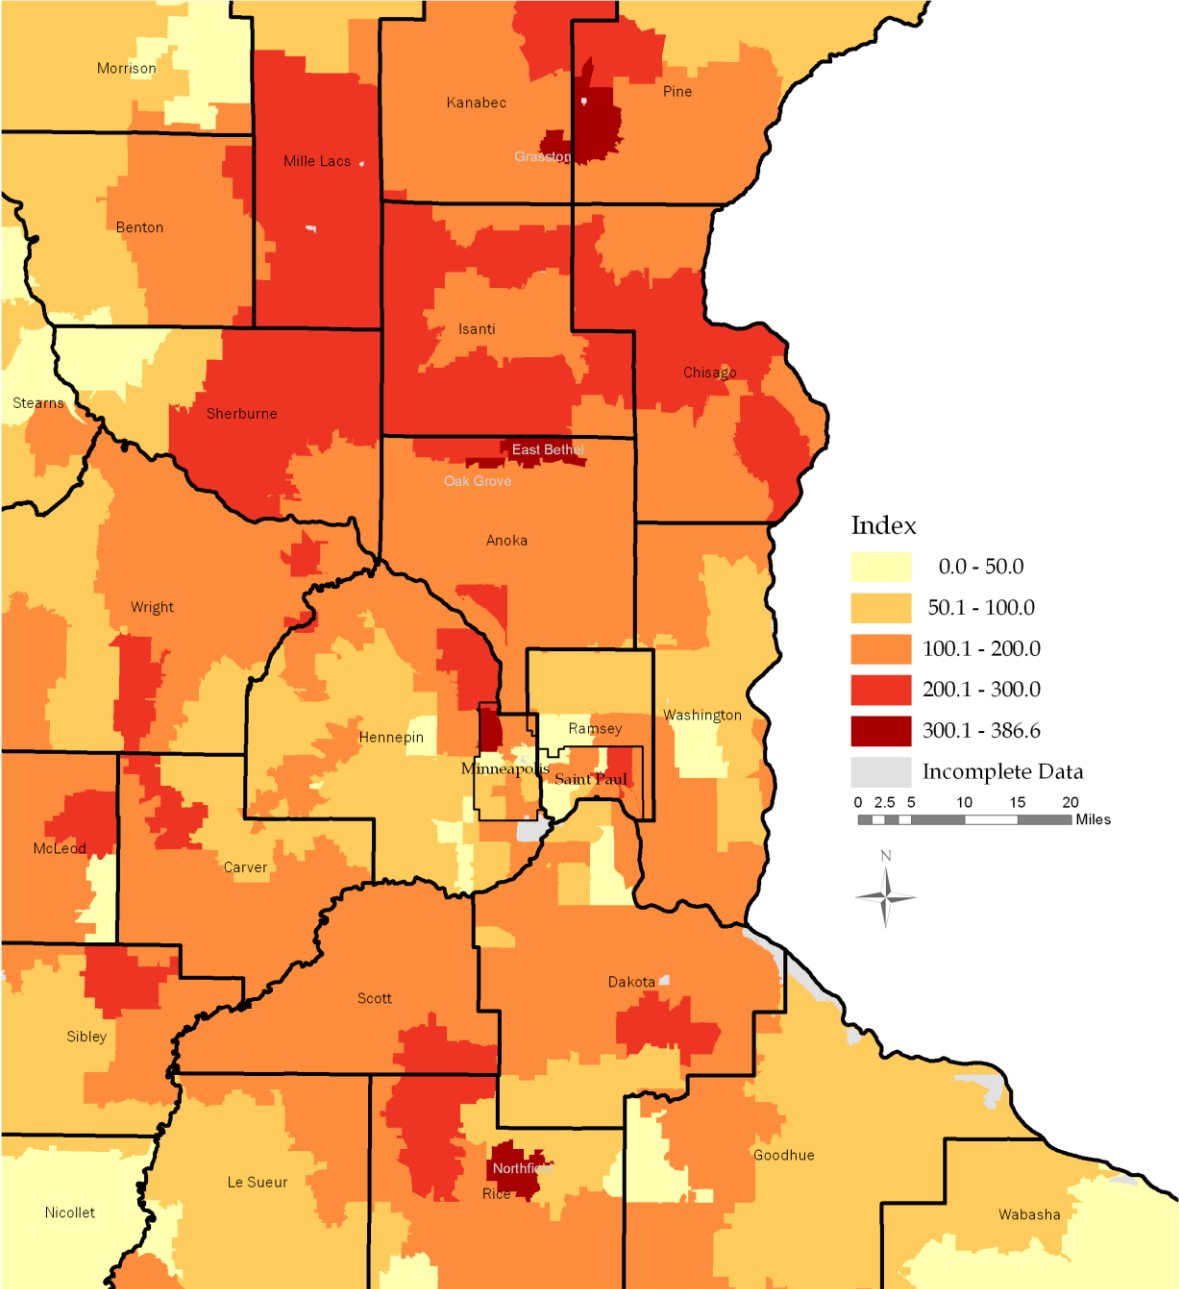 Morrison
Kanabec
Pine
Mille Lacs
Grasston
Benton
Isanti
Chisago
Stearns
Sherburne
East Bethel
Oak Grove
Anoka
Wright
Hennepin
Ramsey
Washington
Minneapolis
Saint Paul
McLeod
Carver
Scott
Dakota
Sibley
Goodhue
Northfield
Rice
Le Sueur
Nicollet
Wabasha
Index
0.0 - 50.0
50.1 - 100.0
100.1 - 200.0
200.1 - 300.0
300.1 - 386.6
Incomplete Data
0 2.5 5 10 15 20
Miles
N